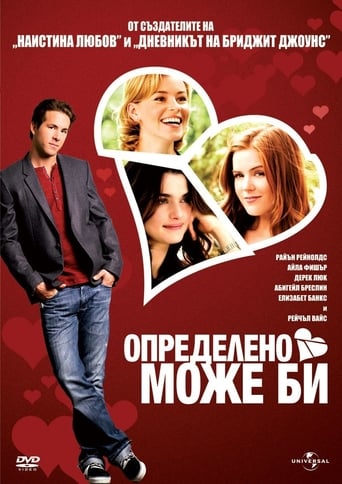 ОТ СЪЗДАТЕЛИТЕ НА
„НАИСТИНА ЛЮБОВ” И „ДНЕВНИКЪТ НА БРИДЖИТ ДЖОУНС”
РАЙЪН РЕЙНОЛДС
АЙЛА ФИШЪР
ДЕРЕК ЛЮК
АБИГЕЙЛ БРЕСЛИН
ЕЛИЗАБЕТ БАНКС
И
РЕЙЧЪЛ ВАЙС
ОПРЕДЕЛЕНО
МОЖЕ БИ
DVD
VIDEO
UNIVERSAL